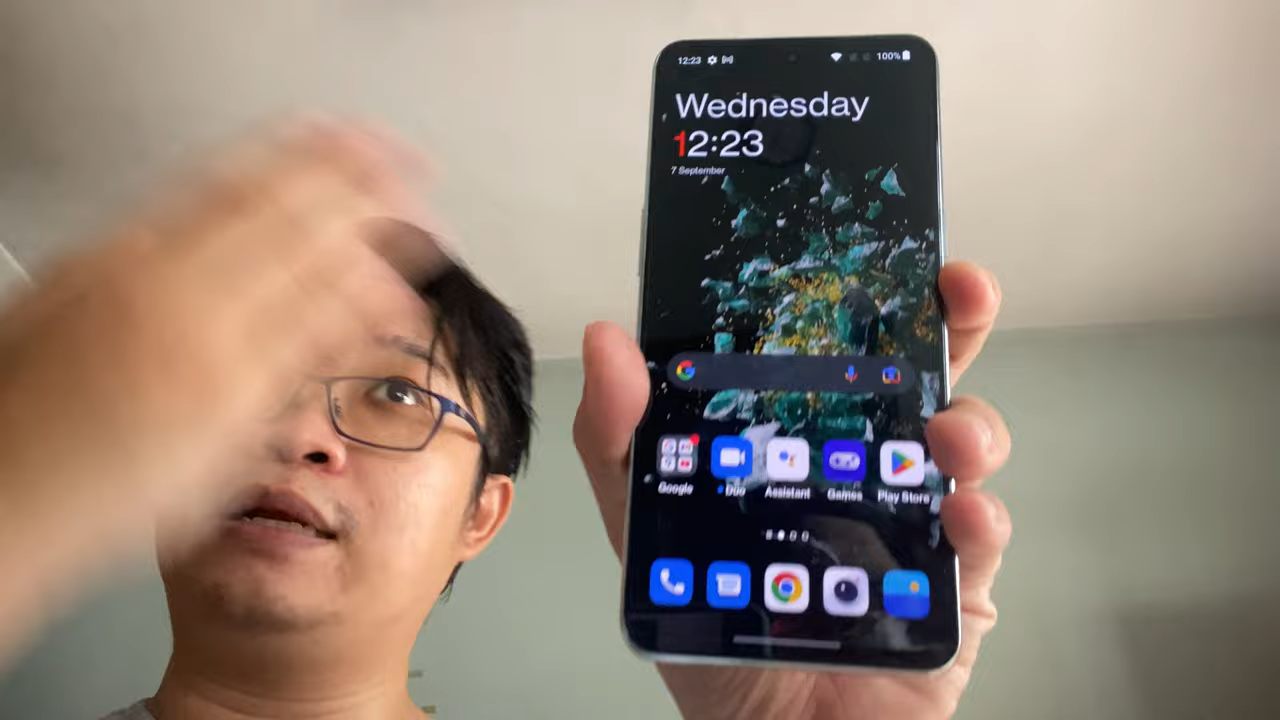 12:23
100%
Wednesday
12:23
7 September
Google
Duo
Assistant
Games
Play Store